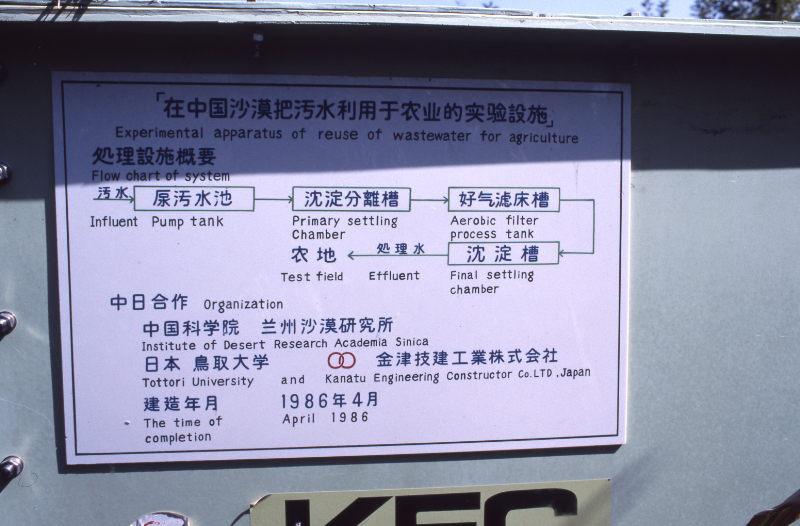 「在中国沙漠把污水利用于农业的实验設施」
Experimental apparatus of reuse of wastewater for agriculture
处理設施概要
Flow chart of system
污水 原污水池 沈淀分離槽 好气滤床槽
Influent Pump tank Primary settling Chamber Aerobic filter process tank
农地 処理水 沈淀槽
Test field Effluent Final settling chamber
中日合作 Organization
中国科学院 兰州沙漠研究所
Institute of Desert Research Academia Sinica
日本 鳥取大学 金津技建工業株式会社
Tottori University and Kanatu Engineering Constructor Co.LTD.,Japan
建造年月 1986年4月
The time of completion April 1986
KEC